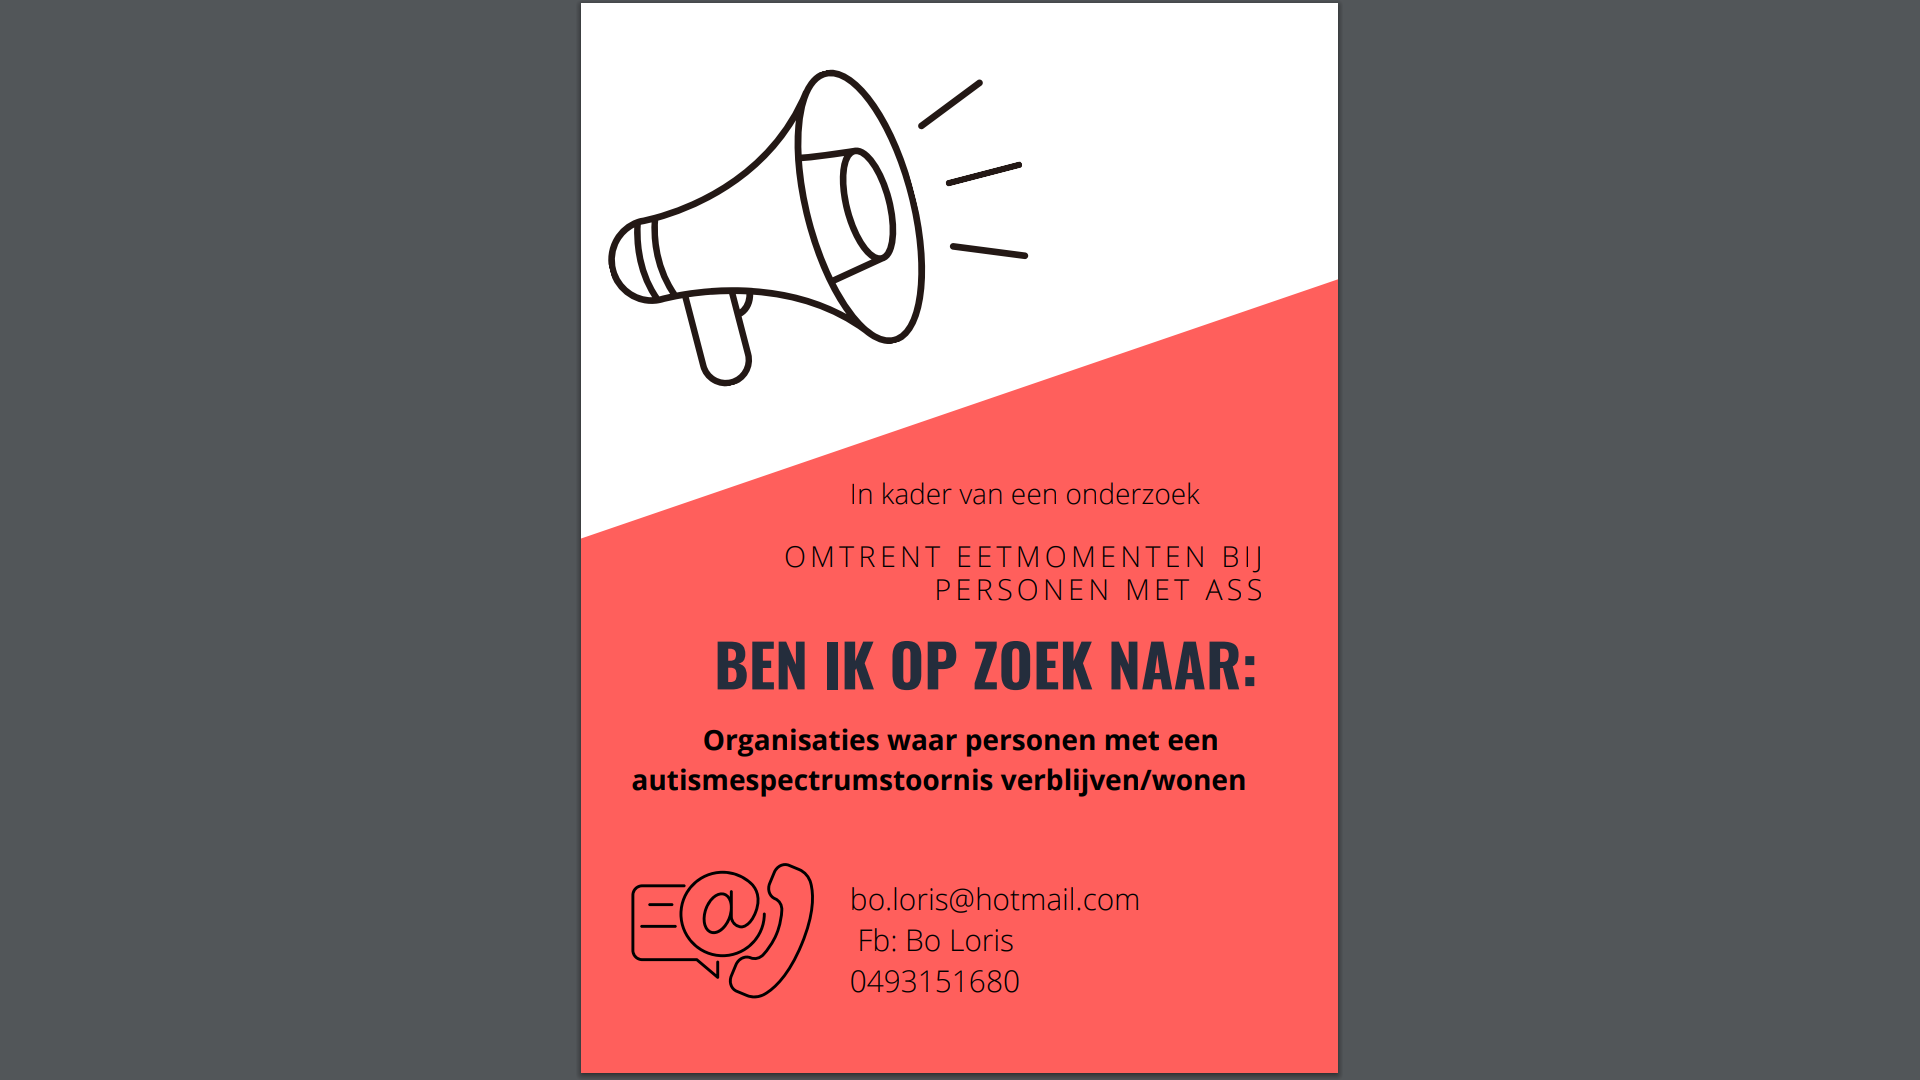 In kader van een onderzoek
OMTRENT EETMOMENTEN BIJ
PERSONEN MET ASS
BEN IK OP ZOEK NAAR:
Organisaties waar personen met een
autismespectrumstoornis verblijven/wonen
@
bo.loris@hotmail.com
Fb: Bo Loris
0493151680